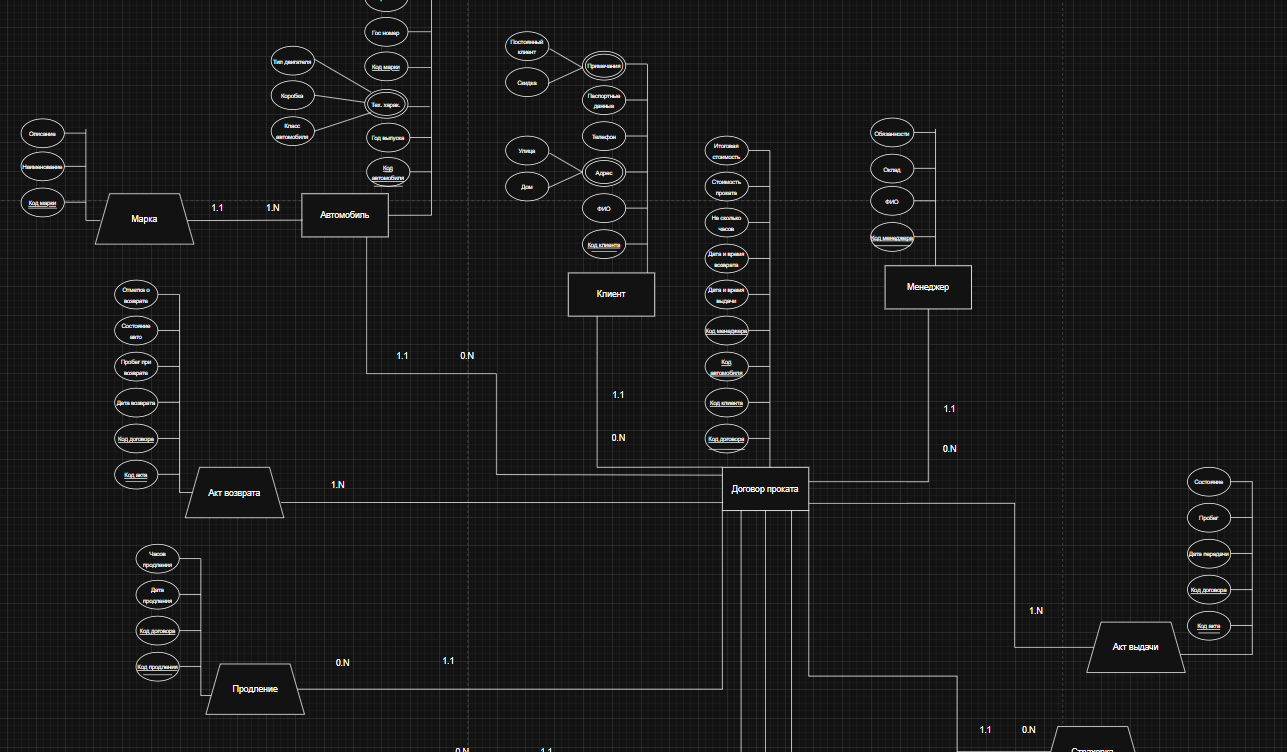 Гос номер
Код марки
Тип двигателя
Коробка
Класс
автомобиля
Тех. харак.
Год выпуска
Код
автомобиля
Описание
Наименование
Код марки
Марка
1.1
1.N
Автомобиль
Постоянный
клиент
Скидка
Примечания
Паспортные
данные
Телефон
Улица
Дом
Адрес
ФИО
Код клиента
Клиент
Итоговая
стоимость
Стоимость
проката
На сколько
часов
Дата и время
возврата
Дата и время
выдачи
Код менеджера
Код
автомобиля
Код клиента
Код договора
Обязанности
Оклад
ФИО
Код менеджера
Менеджер
Отметка о
возврате
Состояние
авто
Пробег при
возврате
Дата возврата
Код договора
Код акта
Акт возврата
1.1
0.N
1.1
0.N
1.1
0.N
1.N
Договор проката
Состояние
Пробег
Дата передачи
Код договора
Код акта
Акт выдачи
1.N
Часов
продления
Дата
продления
Код договора
Код продления
Продление
0.N
1.1
1.1
0.N
Страховка
0.N
1.1